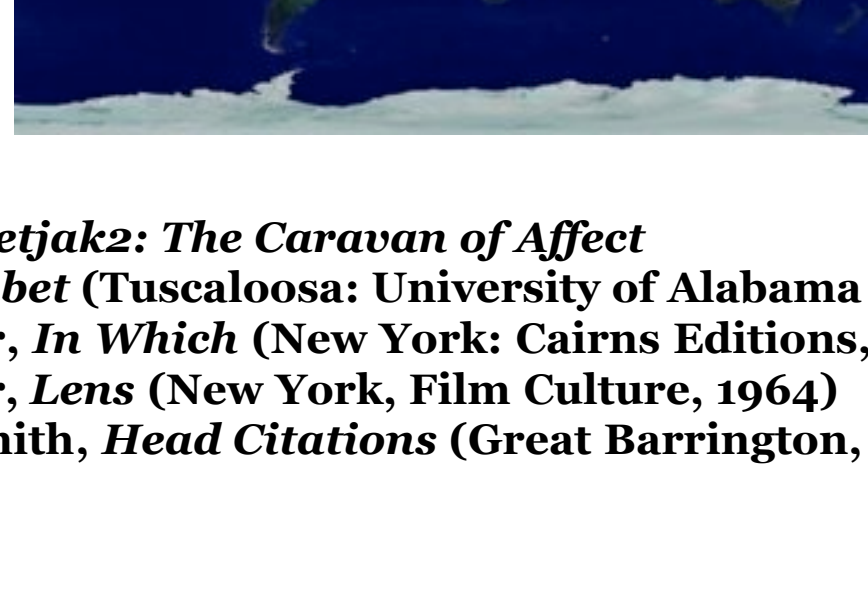 etjak2: The Caravan of Affect
bet (Tuscaloosa: University of Alabama
r, In Which (New York: Cairns Editions,
r, Lens (New York, Film Culture, 1964)
nith, Head Citations (Great Barrington,